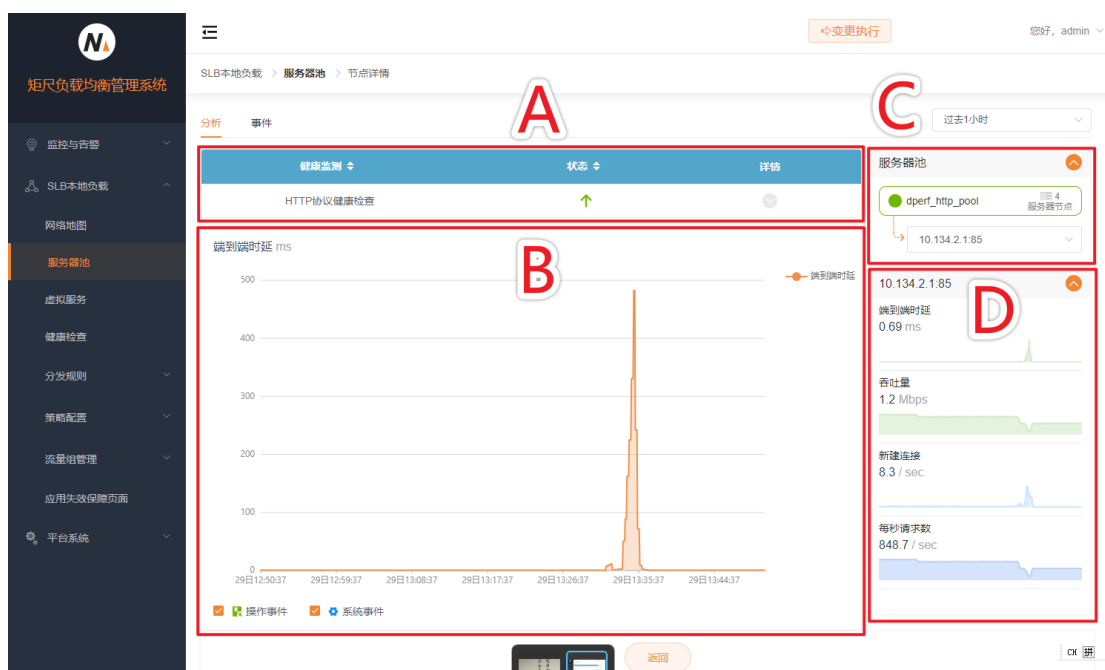 变更执行
您好，admin
矩尺负载均衡管理系统
SLB本地负载 > 服务器池 > 节点详情
分析 事件
过去1小时
监控与告警
SLB本地负载
网络地图
服务器池
虚拟服务
健康检查
分发规则
策略配置
流量组管理
应用失效保障页面
平台系统
A
健康监测 状态 详情
HTTP协议健康检查
B
端到端时延 ms
端到端时延
500
400
300
200
100
0
29日12:50:37 29日12:59:37 29日13:08:37 29日13:17:37 29日13:26:37 29日13:35:37 29日13:44:37
操作事件 系统事件
C
服务器池
dperf_http_pool
4
服务器节点
10.134.2.1:85
D
10.134.2.1:85
端到端时延
0.69 ms
吞吐量
1.2 Mbps
新建连接
8.3 / sec
每秒请求数
848.7 / sec
返回
CH 拼